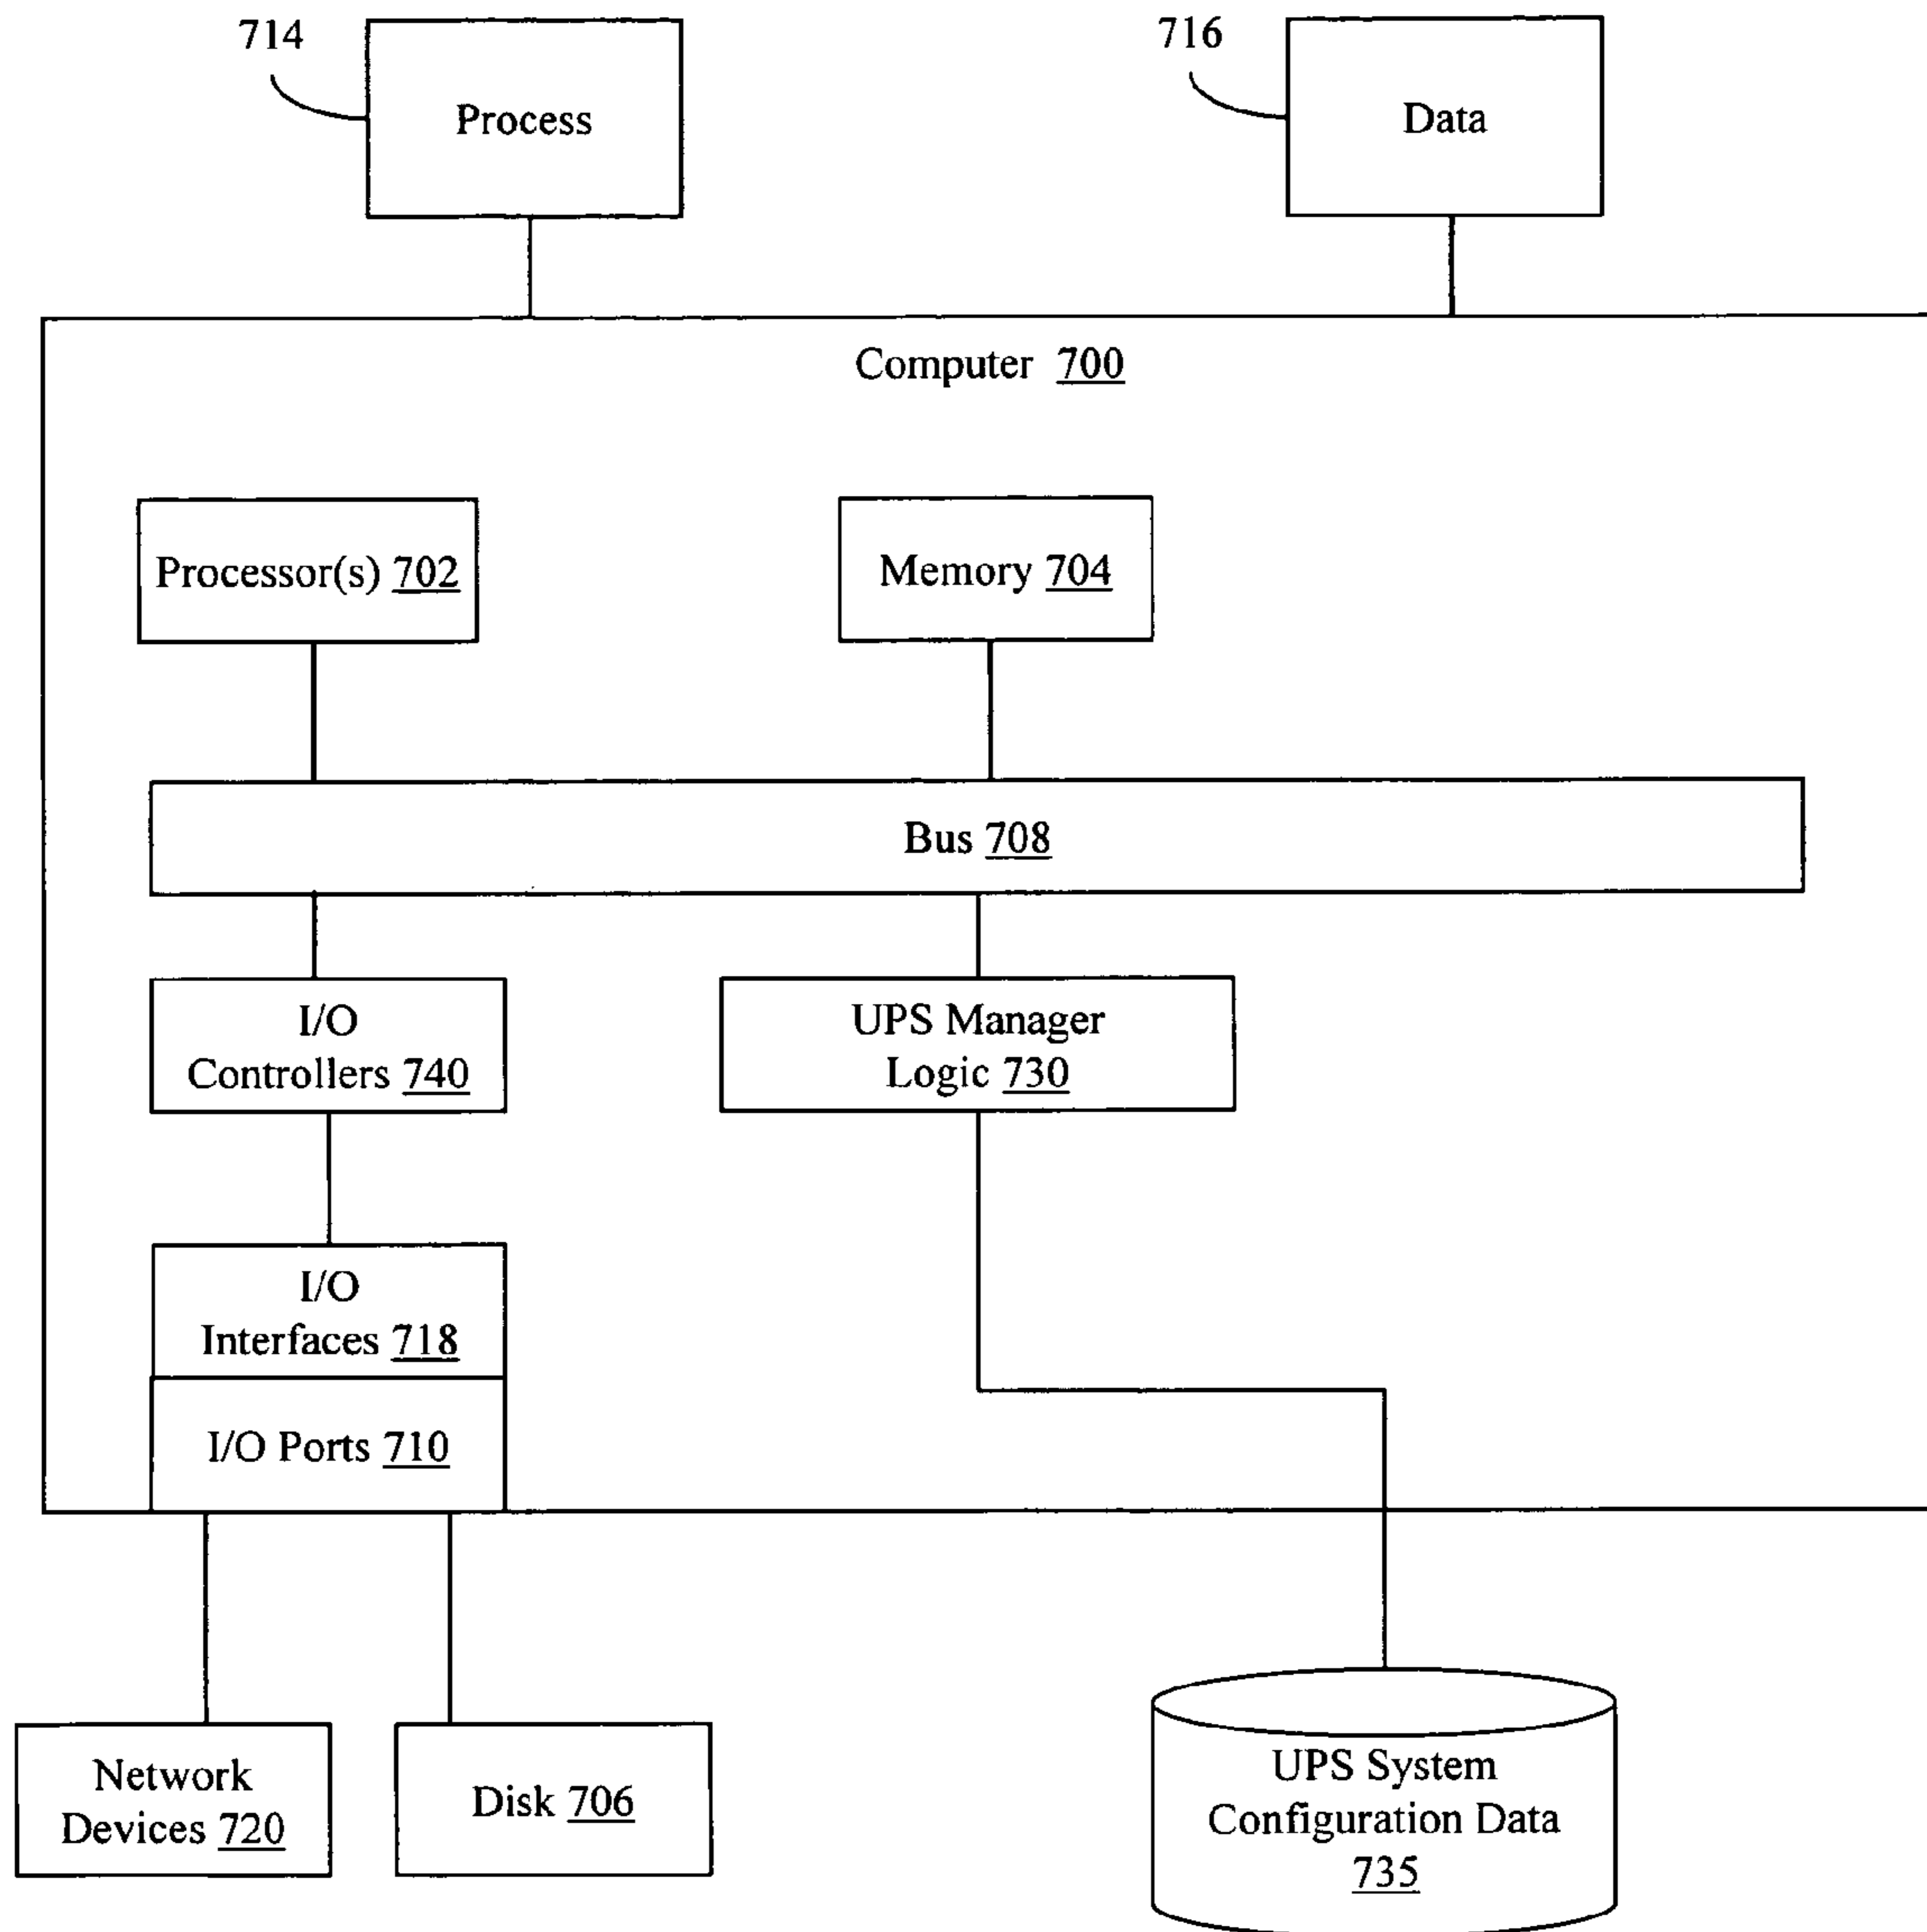 714
Process
716
Data
Computer 700
Processor(s) 702
Memory 704
Bus 708
I/O
Controllers 740
UPS Manager
Logic 730
I/O
Interfaces 718
I/O Ports 710
Network
Devices 720
Disk 706
UPS System
Configuration Data
735